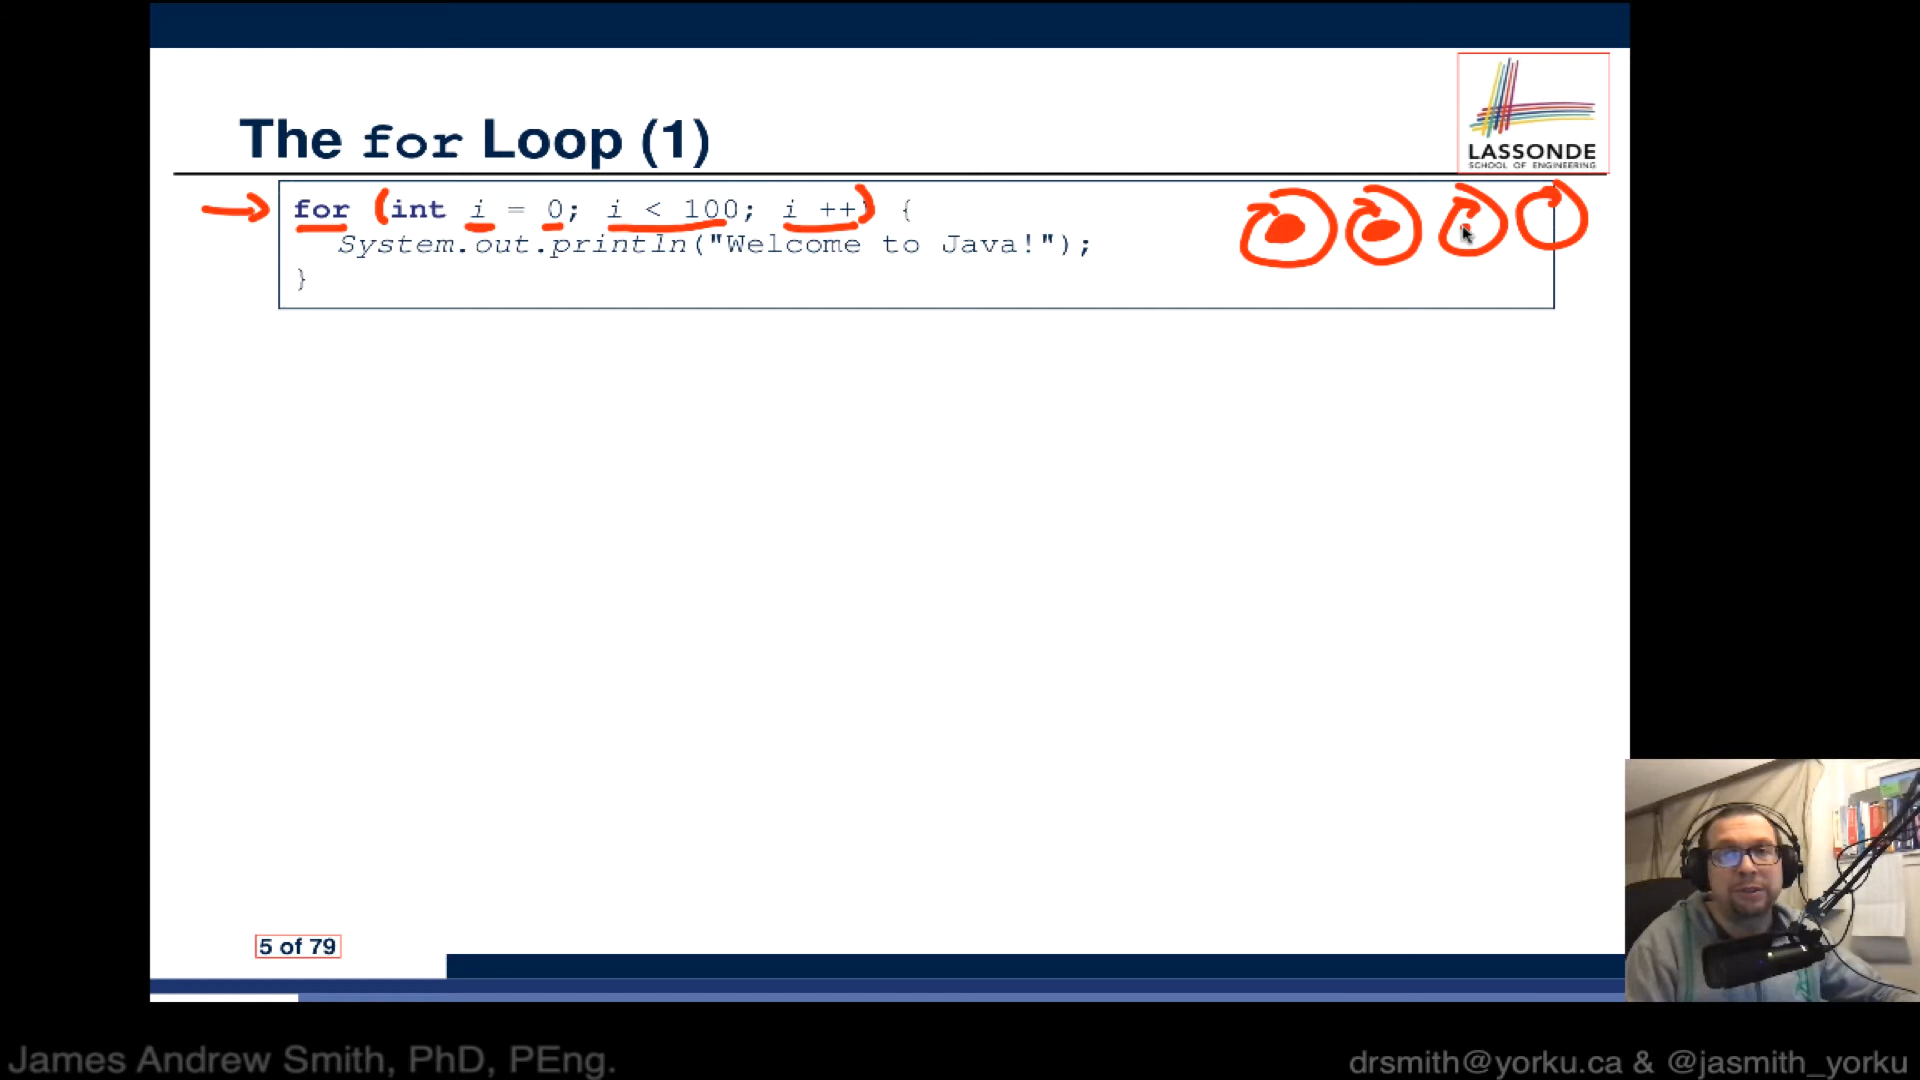 LASSONDE
SCHOOL OF ENGINEERING
The for Loop (1)
for (int i = 0; i < 100; i ++) {
System.out.println("Welcome to Java!");
}
5 of 79
James Andrew Smith, PhD, PEng.
drsmith@yorku.ca & @jasmith_yorku